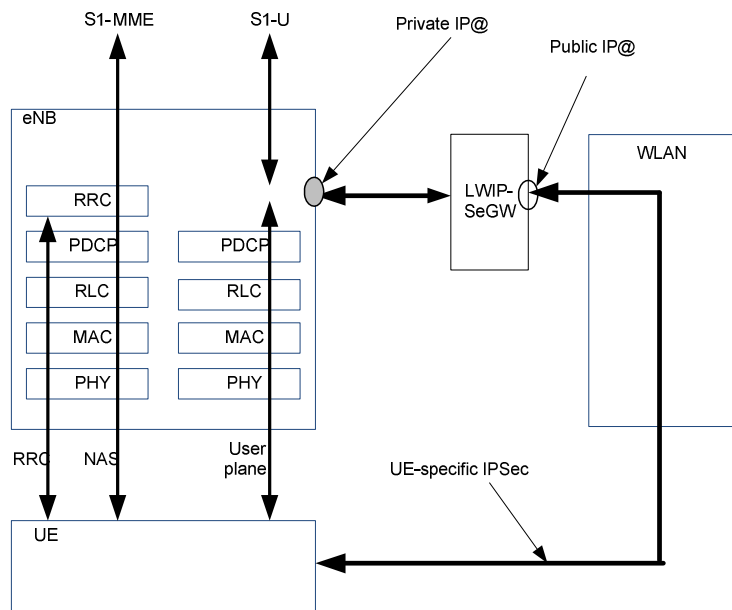 S1-MME
S1-U
Private IP@
Public IP@
eNB
WLAN
LWIP-
SeGW
RRC
PDCP
PDCP
RLC
RLC
MAC
MAC
PHY
PHY
RRC
NAS
User
plane
UE-specific IPSec
UE